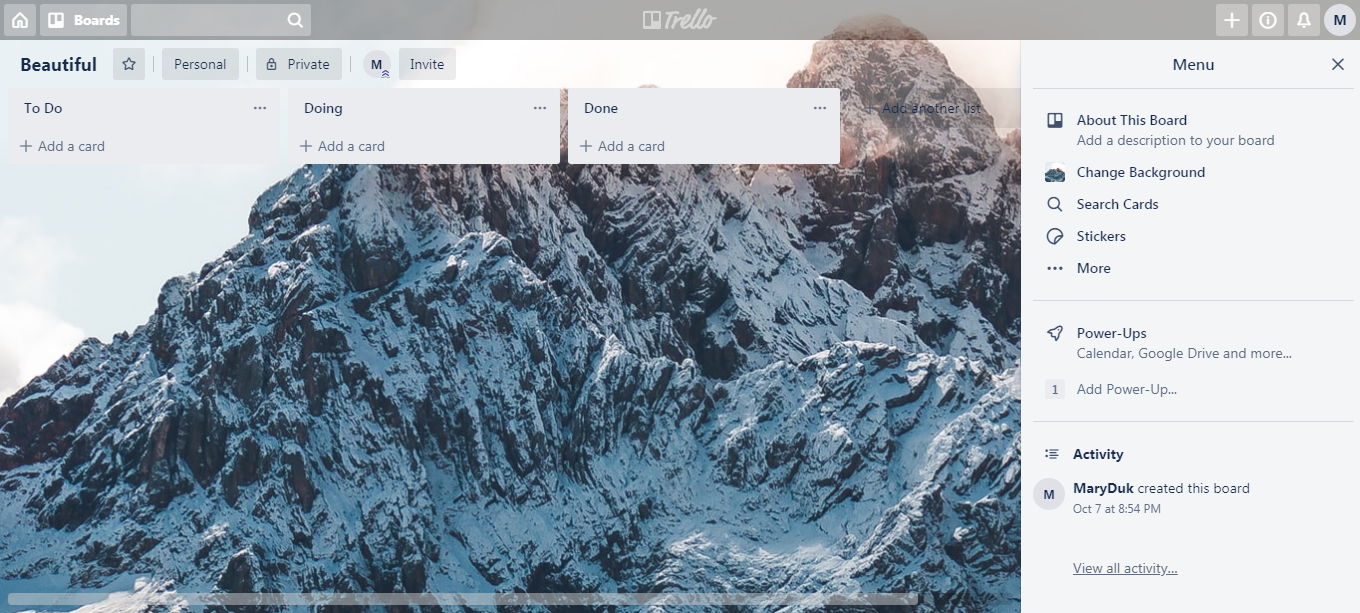 Boards
Trello
M
Beautiful
Personal
Private
M
Invite
To Do
Add a card
Doing
Add a card
Done
Add a card
Add another list
Menu
About This Board
Add a description to your board
Change Background
Search Cards
Stickers
More
Power-Ups
Calendar, Google Drive and more...
1 Add Power-Up...
Activity
M MaryDuk created this board
Oct 7 at 8:54 PM
View all activity...